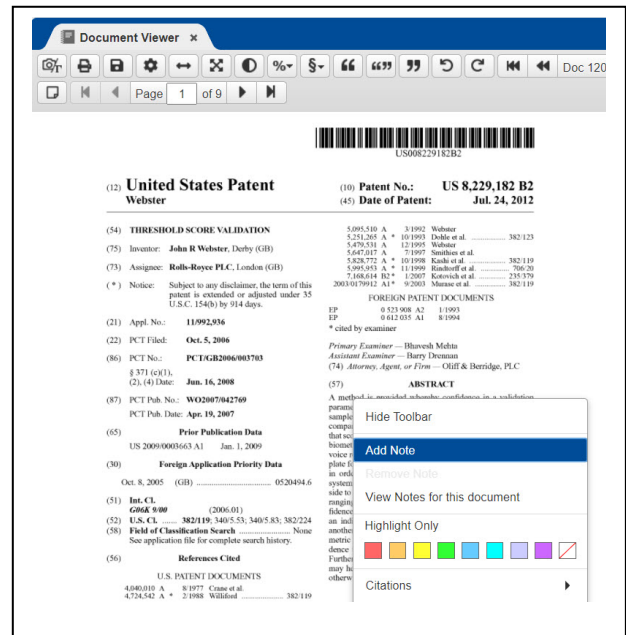 Document Viewer ×
%▾ §▾ Doc 120
Page 1 of 9
US008229182B2
(12) United States Patent
Webster
(10) Patent No.: US 8,229,182 B2
(45) Date of Patent: Jul. 24, 2012
(54) THRESHOLD SCORE VALIDATION
(75) Inventor: John R Webster, Derby (GB)
(73) Assignee: Rolls-Royce PLC, London (GB)
( * ) Notice: Subject to any disclaimer, the term of this
patent is extended or adjusted under 35
U.S.C. 154(b) by 914 days.
(21) Appl. No.: 11/992,936
(22) PCT Filed: Oct. 5, 2006
(86) PCT No.: PCT/GB2006/003703
§ 371 (c)(1),
(2), (4) Date: Jun. 16, 2008
(87) PCT Pub. No.: WO2007/042769
PCT Pub. Date: Apr. 19, 2007
(65) Prior Publication Data
US 2009/0003663 A1 Jan. 1, 2009
(30) Foreign Application Priority Data
Oct. 8, 2005 (GB) ................................ 0520494.6
(51) Int. Cl.
G06K 9/00 (2006.01)
(52) U.S. Cl. ....... 382/119; 340/5.53; 340/5.83; 382/224
(58) Field of Classification Search .................. None
See application file for complete search history.
(56) References Cited
U.S. PATENT DOCUMENTS
4,040,010 A 8/1977 Crane et al.
4,724,542 A * 2/1988 Williford ...................... 382/119
5,095,510 A 3/1992 Webster
5,251,265 A * 10/1993 Dohle et al. ................. 382/123
5,479,531 A 12/1995 Webster
5,647,017 A 7/1997 Smithies et al.
5,828,772 A * 10/1998 Kashi et al. .................. 382/119
5,995,953 A * 11/1999 Rindtorff et al. .............. 706/20
7,168,614 B2 * 1/2007 Kotovich et al. ............. 235/379
2003/0179912 A1* 9/2003 Murase et al. ................ 382/119
FOREIGN PATENT DOCUMENTS
EP 0 523 908 A2 1/1993
EP 0 612 035 A1 8/1994
* cited by examiner
Primary Examiner — Bhavesh Mehta
Assistant Examiner — Barry Drennan
(74) Attorney, Agent, or Firm — Oliff & Berridge, PLC
(57) ABSTRACT
A method is provided whereby confidence in a validation
Hide Toolbar
Add Note
Remove Note
View Notes for this document
Highlight Only
Citations